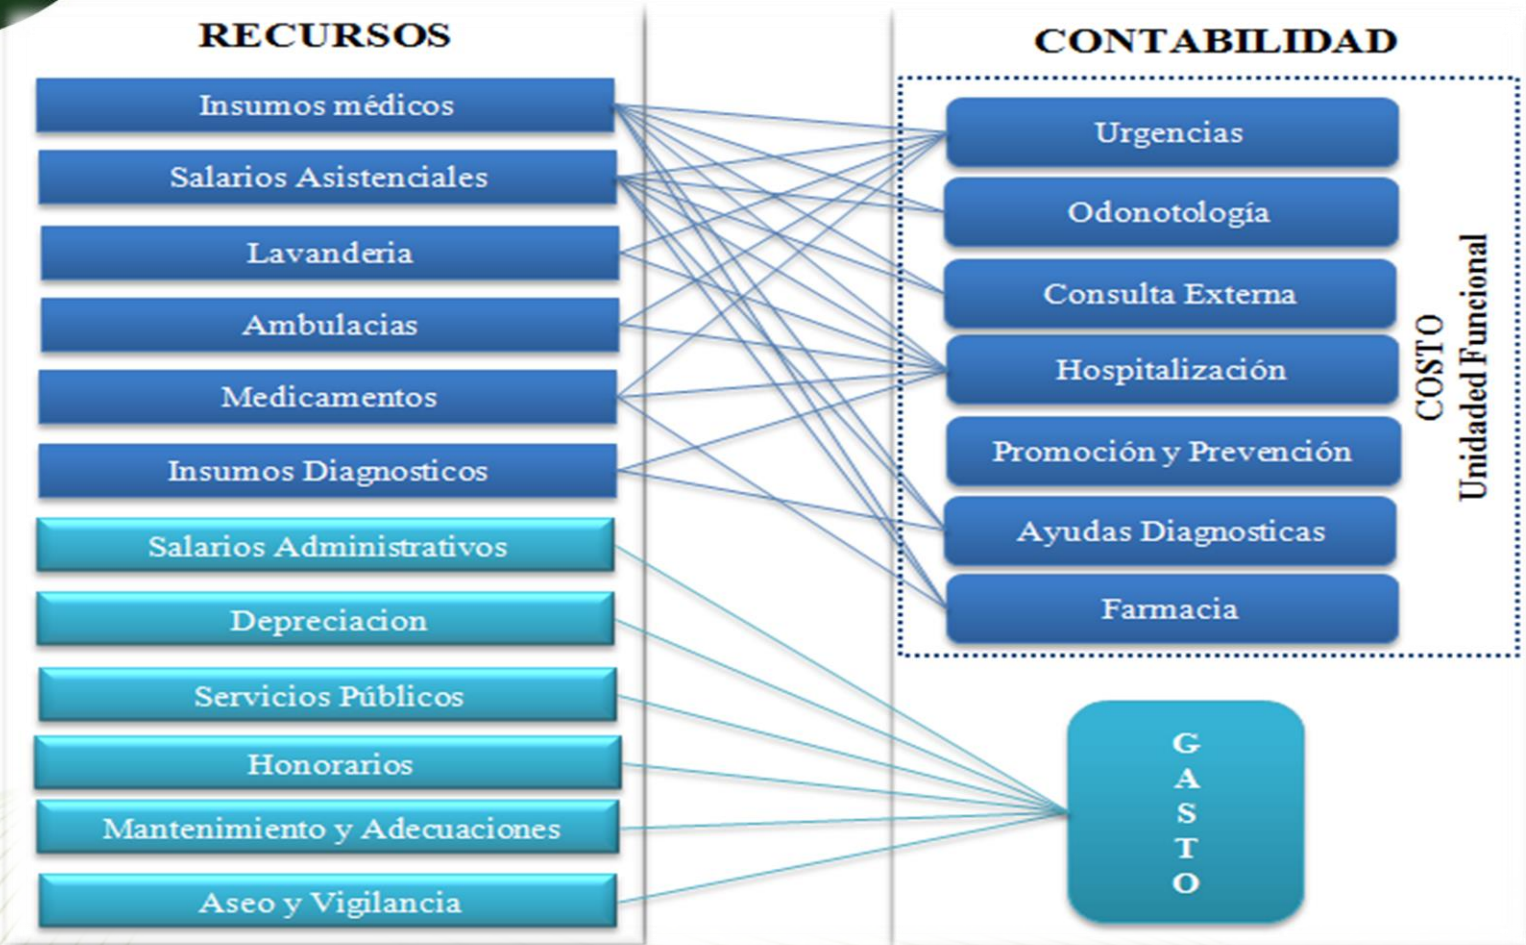 RECURSOS
Insumos médicos
Salarios Asistenciales
Lavanderia
Ambulacias
Medicamentos
Insumos Diagnosticos
Salarios Administrativos
Depreciacion
Servicios Públicos
Honorarios
Mantenimiento y Adecuaciones
Aseo y Vigilancia
CONTABILIDAD
Urgencias
Odonotología
Consulta Externa
Hospitalización
Promoción y Prevención
Ayudas Diagnosticas
Farmacia
COSTO
Unidaded Funcional
G
A
S
T
O